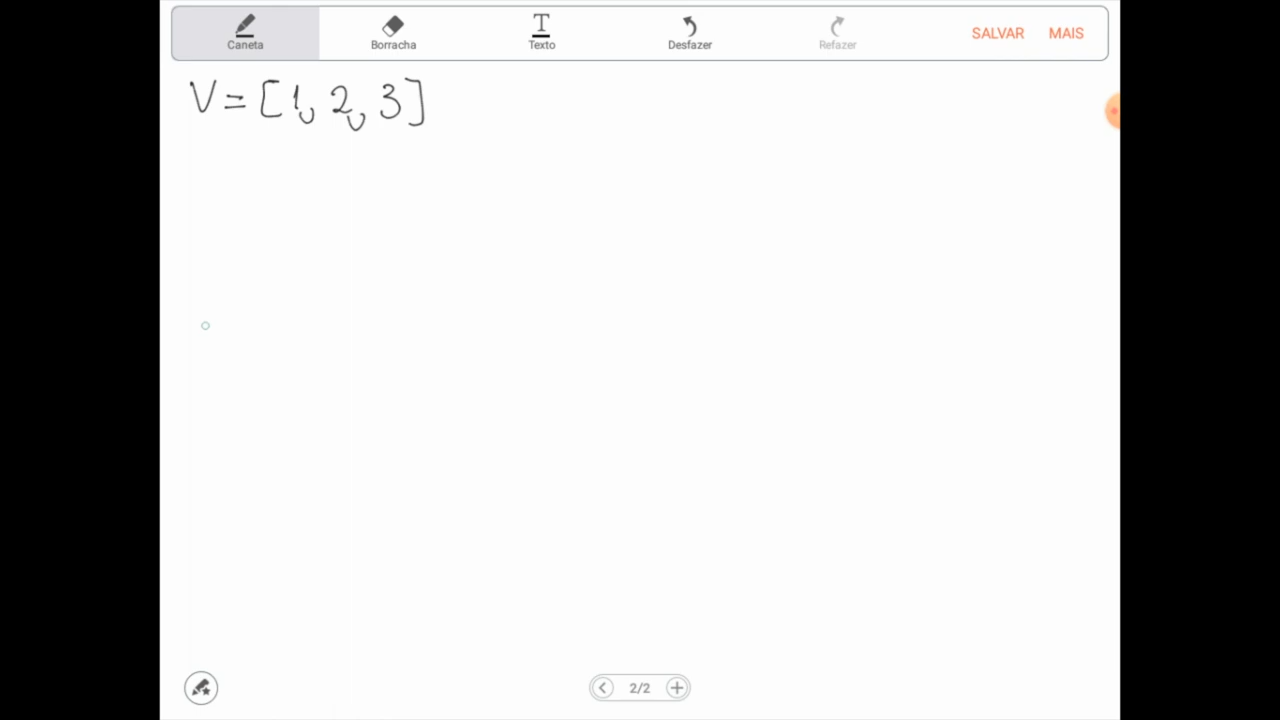 Caneta Borracha T Texto Desfazer Refazer SALVAR MAIS
V = [1, 2, 3]
2/2